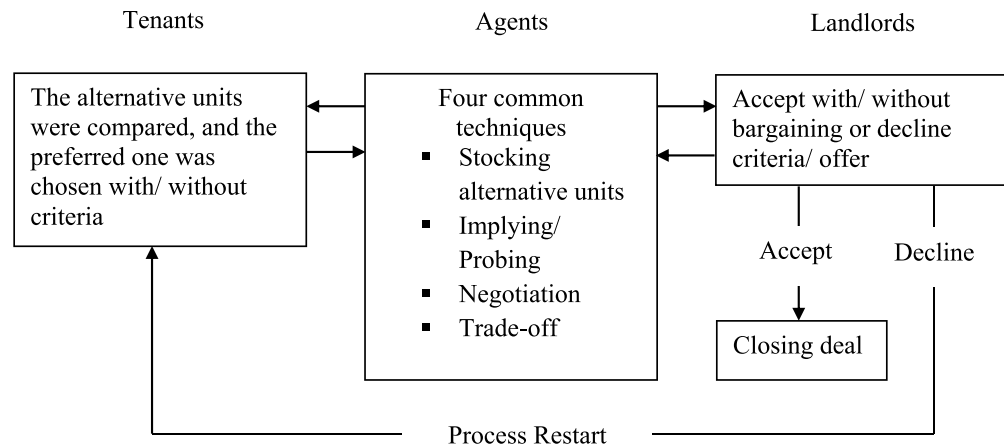 Tenants
Agents
Landlords
The alternative units
were compared, and the
preferred one was
chosen with/ without
criteria
Four common
techniques
▪ Stocking
alternative units
▪ Implying/
Probing
▪ Negotiation
▪ Trade-off
Accept with/ without
bargaining or decline
criteria/ offer
Accept
Decline
Closing deal
Process Restart